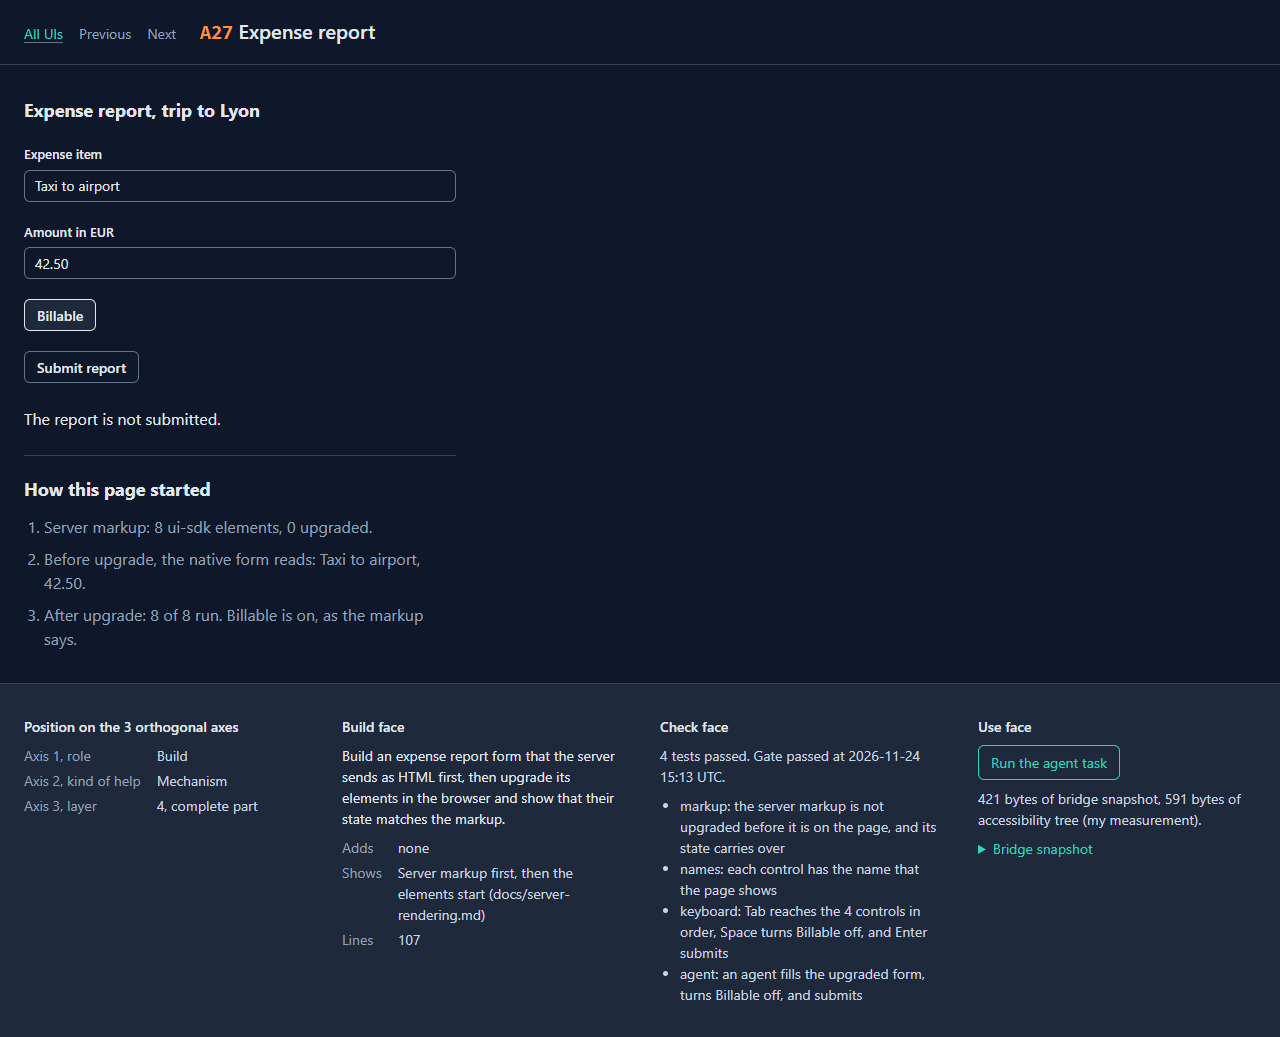 All UIs Previous Next A27 Expense report
Expense report, trip to Lyon
Expense item
Taxi to airport
Amount in EUR
42.50
Billable
Submit report
The report is not submitted.
How this page started
1. Server markup: 8 ui-sdk elements, 0 upgraded.
2. Before upgrade, the native form reads: Taxi to airport,
42.50.
3. After upgrade: 8 of 8 run. Billable is on, as the markup
says.
Position on the 3 orthogonal axes
Axis 1, role Build
Axis 2, kind of help Mechanism
Axis 3, layer 4, complete part
Build face
Build an expense report form that the server
sends as HTML first, then upgrade its
elements in the browser and show that their
state matches the markup.
Adds none
Shows Server markup first, then the
elements start (docs/server-
rendering.md)
Lines 107
Check face
4 tests passed. Gate passed at 2026-11-24
15:13 UTC.
• markup: the server markup is not
upgraded before it is on the page, and its
state carries over
• names: each control has the name that
the page shows
• keyboard: Tab reaches the 4 controls in
order, Space turns Billable off, and Enter
submits
• agent: an agent fills the upgraded form,
turns Billable off, and submits
Use face
Run the agent task
421 bytes of bridge snapshot, 591 bytes of
accessibility tree (my measurement).
▶ Bridge snapshot